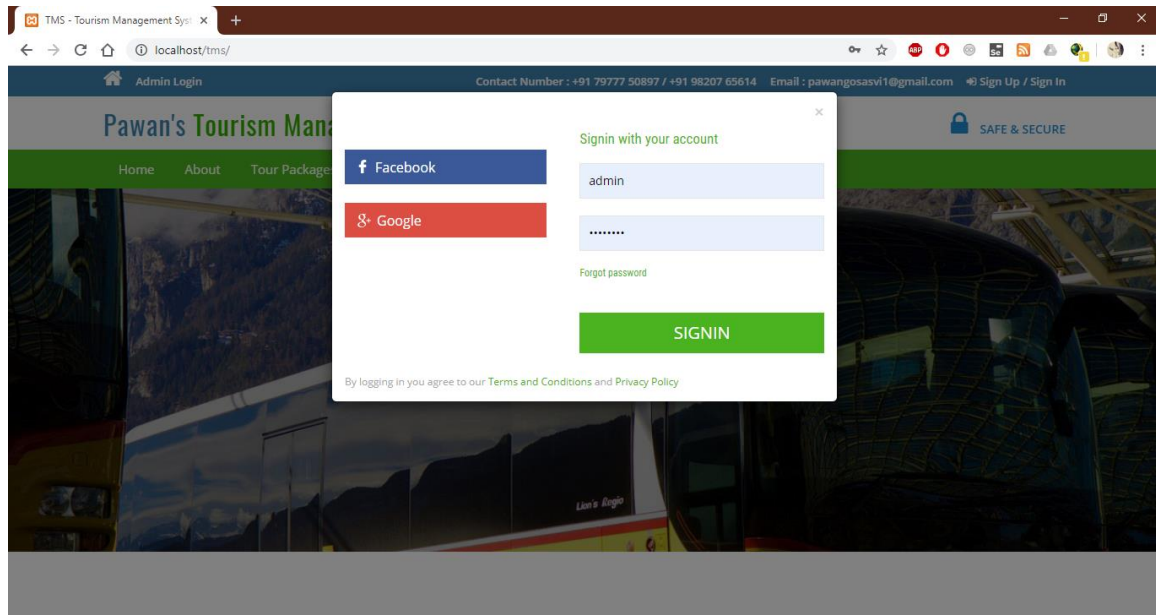 TMS - Tourism Management Syst
localhost/tms/
ABP
Se
1
Admin Login
Contact Number : +91 79777 50897 / +91 98207 65614 Email : pawangosasvi1@gmail.com Sign Up / Sign In
Pawan's Tourism Mana
SAFE & SECURE
Home About Tour Package
Facebook
Google
Signin with your account
admin
••••••••
Forgot password
SIGNIN
By logging in you agree to our Terms and Conditions and Privacy Policy
Lion's Regio